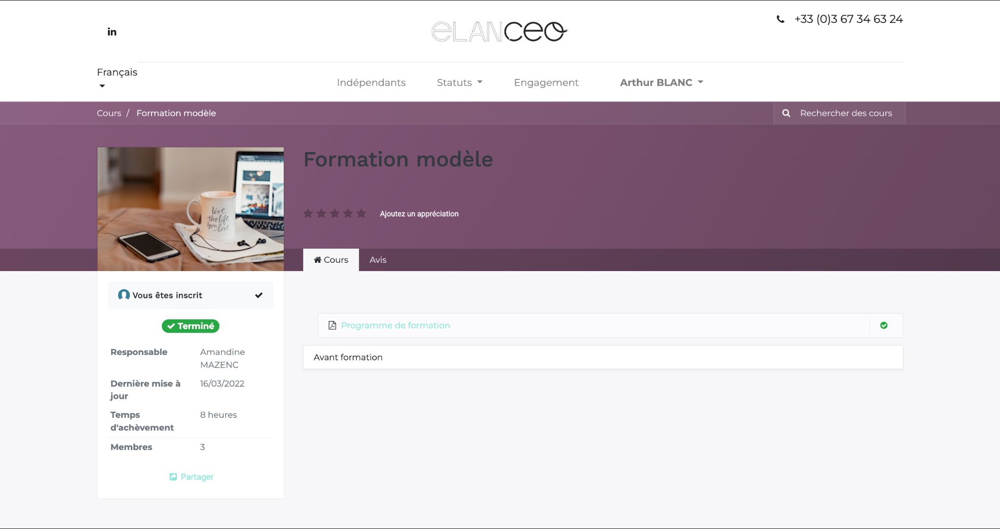 +33 (0)3 67 34 63 24
in
eLANCEO
Français
Indépendants
Statuts
Engagement
Arthur BLANC
Cours / Formation modèle
Rechercher des cours
Formation modèle
Ajoutez un appréciation
live
the life
you love
Cours
Avis
Vous êtes inscrit
Terminé
Responsable
Amandine
MAZENC
Dernière mise à
jour
16/03/2022
Temps
d'achèvement
8 heures
Membres
3
Partager
Programme de formation
Avant formation